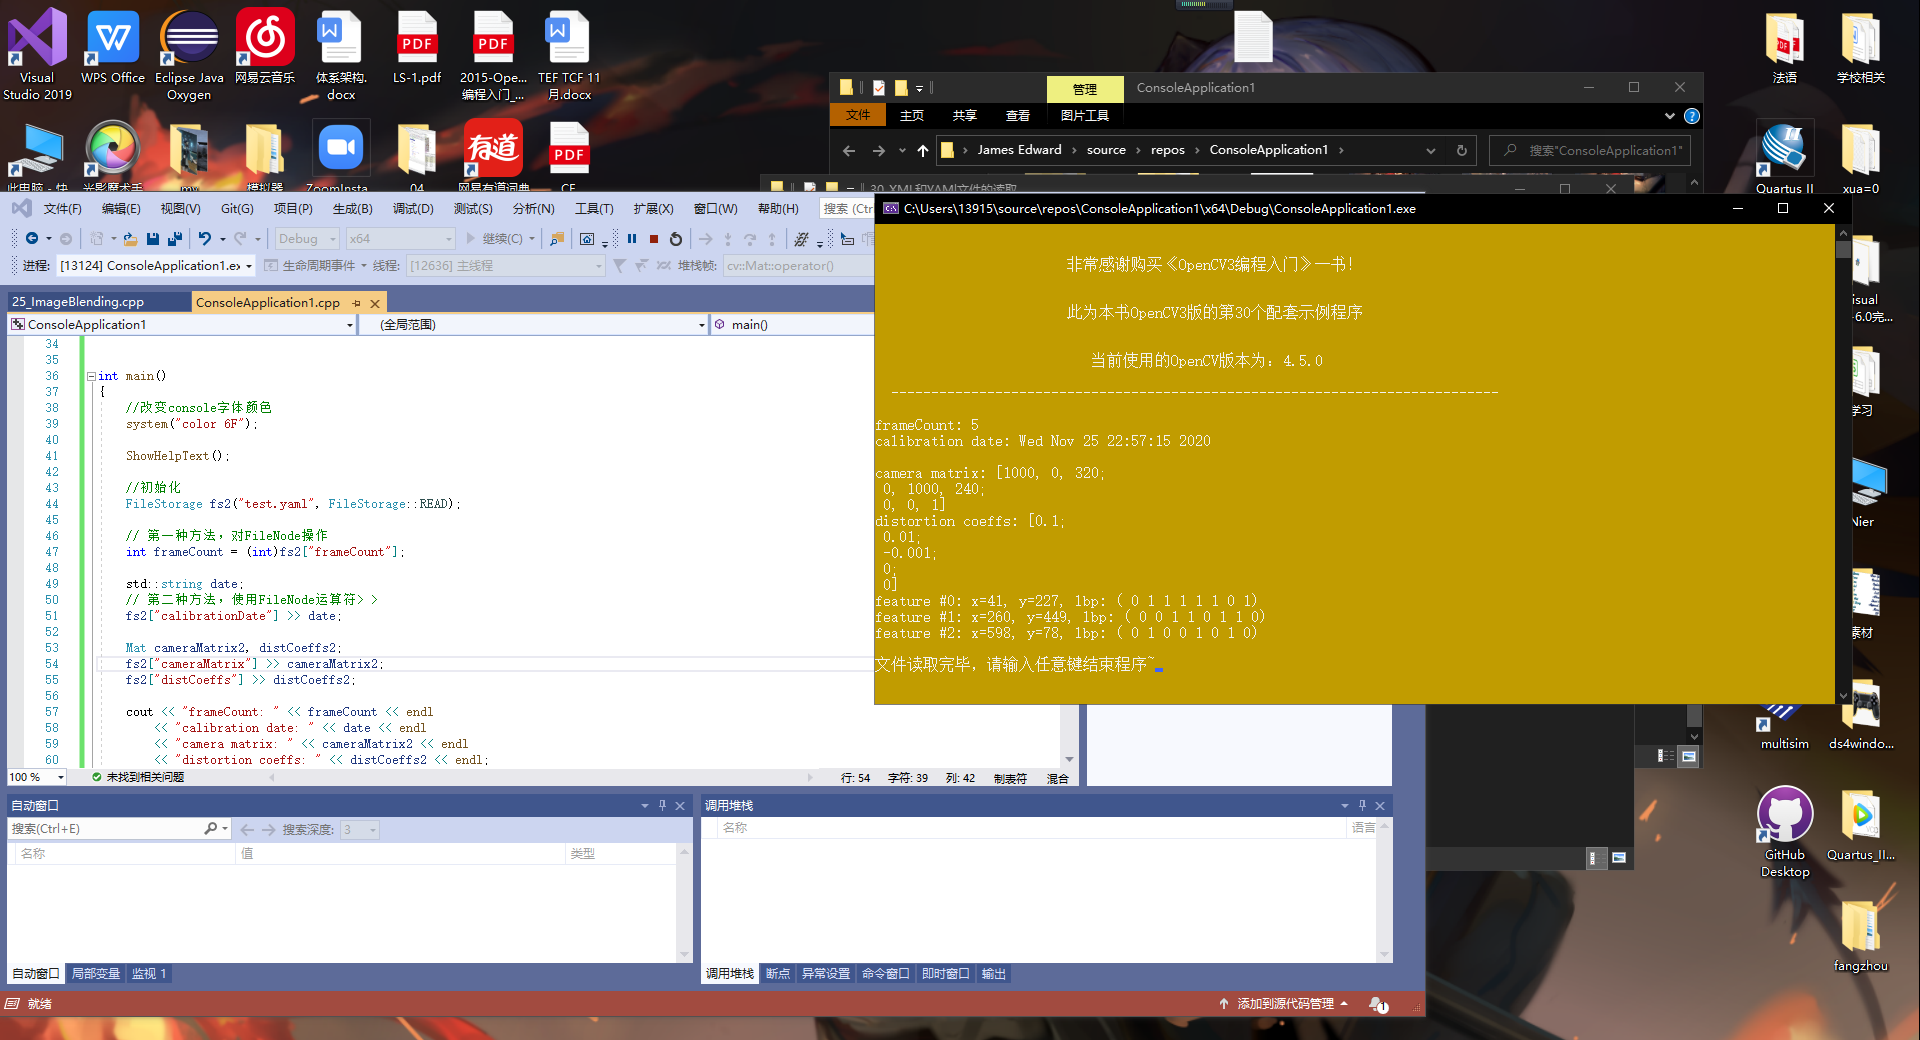 Visual Studio 2019
WPS Office
Eclipse Java Oxygen
网易云音乐
体系架构.docx
LS-1.pdf
2015-Ope...编程入门_...
TEF TCF 11月.docx
法语
学校相关
Quartus II
xua=0
管理
ConsoleApplication1
文件 主页 共享 查看 图片工具
James Edward › source › repos › ConsoleApplication1 ›
搜索"ConsoleApplication1"
文件(F) 编辑(E) 视图(V) Git(G) 项目(P) 生成(B) 调试(D) 测试(S) 分析(N) 工具(T) 扩展(X) 窗口(W) 帮助(H) 搜索 (Ctr
Debug x64 继续(C)
进程: [13124] ConsoleApplication1.e 生命周期事件 线程: [12636] 主线程 堆栈帧: cv::Mat::operator()
25_ImageBlending.cpp ConsoleApplication1.cpp
ConsoleApplication1 (全局范围) main()
34
35
36 int main()
37 {
38 //改变console字体颜色
39 system("color 6F");
40
41 ShowHelpText();
42
43 //初始化
44 FileStorage fs2("test.yaml", FileStorage::READ);
45
46 // 第一种方法，对FileNode操作
47 int frameCount = (int)fs2["frameCount"];
48
49 std::string date;
50 // 第二种方法，使用FileNode运算符> >
51 fs2["calibrationDate"] >> date;
52
53 Mat cameraMatrix2, distCoeffs2;
54 fs2["cameraMatrix"] >> cameraMatrix2;
55 fs2["distCoeffs"] >> distCoeffs2;
56
57 cout << "frameCount: " << frameCount << endl
58 << "calibration date: " << date << endl
59 << "camera matrix: " << cameraMatrix2 << endl
60 << "distortion coeffs: " << distCoeffs2 << endl;
100 % 未找到相关问题 行: 54 字符: 39 列: 42 制表符 混合
C:\Users\13915\source\repos\ConsoleApplication1\x64\Debug\ConsoleApplication1.exe
非常感谢购买《OpenCV3编程入门》一书！
此为本书OpenCV3版的第30个配套示例程序
当前使用的OpenCV版本为：4.5.0
----------------------------------------------------------------------------
frameCount: 5
calibration date: Wed Nov 25 22:57:15 2020
camera matrix: [1000, 0, 320;
0, 1000, 240;
0, 0, 1]
distortion coeffs: [0.1;
0.01;
-0.001;
0;
0]
feature #0: x=41, y=227, lbp: ( 0 1 1 1 1 1 0 1)
feature #1: x=260, y=449, lbp: ( 0 0 1 1 0 1 1 0)
feature #2: x=598, y=78, lbp: ( 0 1 0 0 1 0 1 0)
文件读取完毕，请输入任意键结束程序~
自动窗口
搜索(Ctrl+E) 搜索深度: 3
名称 值 类型
自动窗口 局部变量 监视 1
调用堆栈
名称 语言
调用堆栈 断点 异常设置 命令窗口 即时窗口 输出
就绪
添加到源代码管理
1
学习
Nier
素材
multisim
ds4windo...
GitHub Desktop
Quartus_II...
fangzhou